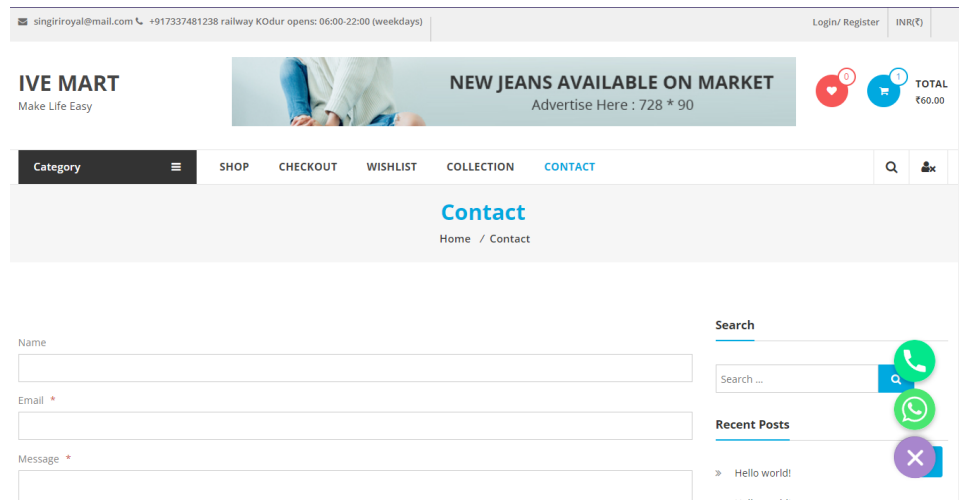 singiriroyal@mail.com +917337481238 railway KOdur opens: 06:00-22:00 (weekdays) Login/ Register INR(₹)
IVE MART
Make Life Easy
NEW JEANS AVAILABLE ON MARKET
Advertise Here : 728 * 90
0
1
TOTAL
₹60.00
Category SHOP CHECKOUT WISHLIST COLLECTION CONTACT
Contact
Home / Contact
Name
Email *
Message *
Search
Search ...
Recent Posts
» Hello world!